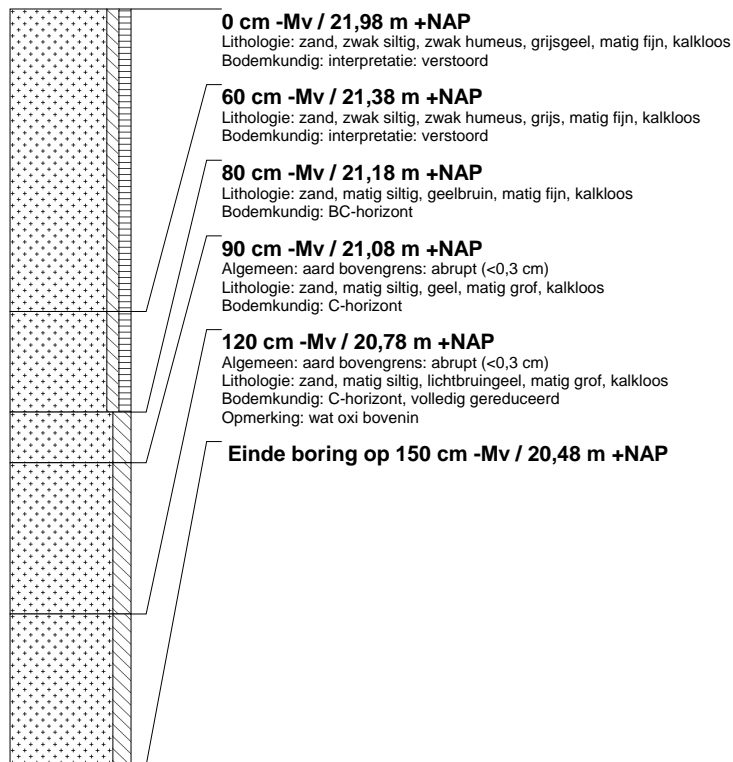 0 cm -Mv / 21,98 m +NAP
Lithologie: zand, zwak siltig, zwak humeus, grijsgeel, matig fijn, kalkloos
Bodemkundig: interpretatie: verstoord
60 cm -Mv / 21,38 m +NAP
Lithologie: zand, zwak siltig, zwak humeus, grijs, matig fijn, kalkloos
Bodemkundig: interpretatie: verstoord
80 cm -Mv / 21,18 m +NAP
Lithologie: zand, matig siltig, geelbruin, matig fijn, kalkloos
Bodemkundig: BC-horizont
90 cm -Mv / 21,08 m +NAP
Algemeen: aard bovengrens: abrupt (<0,3 cm)
Lithologie: zand, matig siltig, geel, matig grof, kalkloos
Bodemkundig: C-horizont
120 cm -Mv / 20,78 m +NAP
Algemeen: aard bovengrens: abrupt (<0,3 cm)
Lithologie: zand, matig siltig, lichtbruingeel, matig grof, kalkloos
Bodemkundig: C-horizont, volledig gereduceerd
Opmerking: wat oxi bovenin
Einde boring op 150 cm -Mv / 20,48 m +NAP